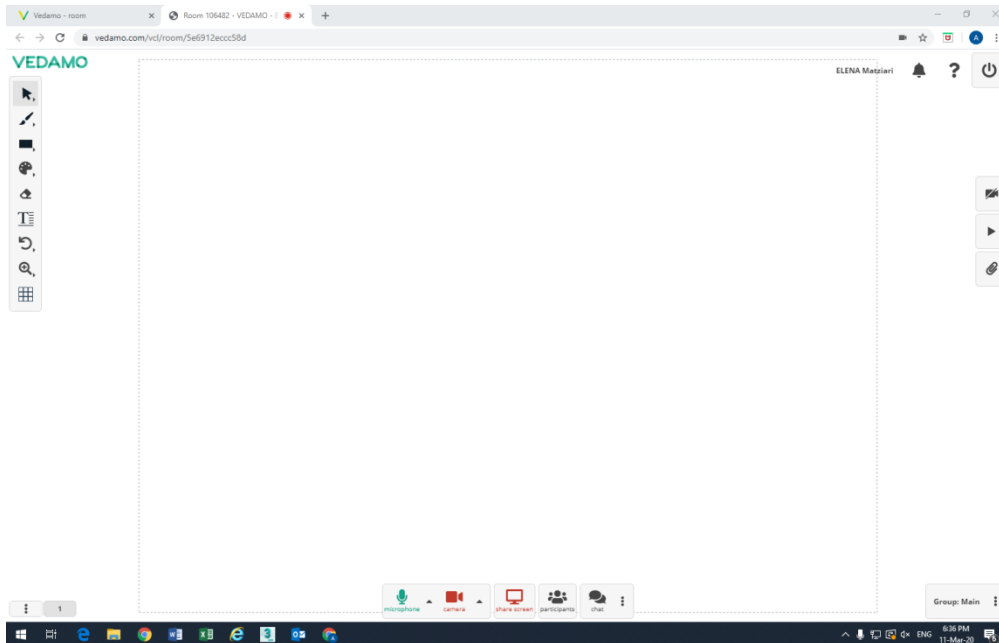 Vedamo - room
Room 106482 - VEDAMO - (
vedamo.com/vcl/room/5e6912eccc58d
A
VEDAMO
ELENA Matziari
?
1
microphone
camera
share screen
participants
chat
Group: Main
ENG
6:36 PM
11-Mar-20